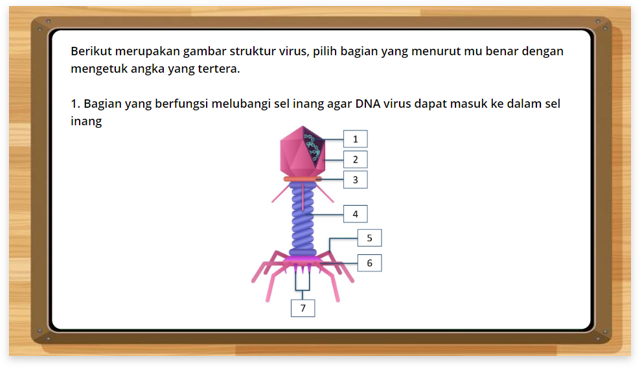 Berikut merupakan gambar struktur virus, pilih bagian yang menurut mu benar dengan
mengetuk angka yang tertera.
1. Bagian yang berfungsi melubangi sel inang agar DNA virus dapat masuk ke dalam sel
inang
1
2
3
4
5
6
7